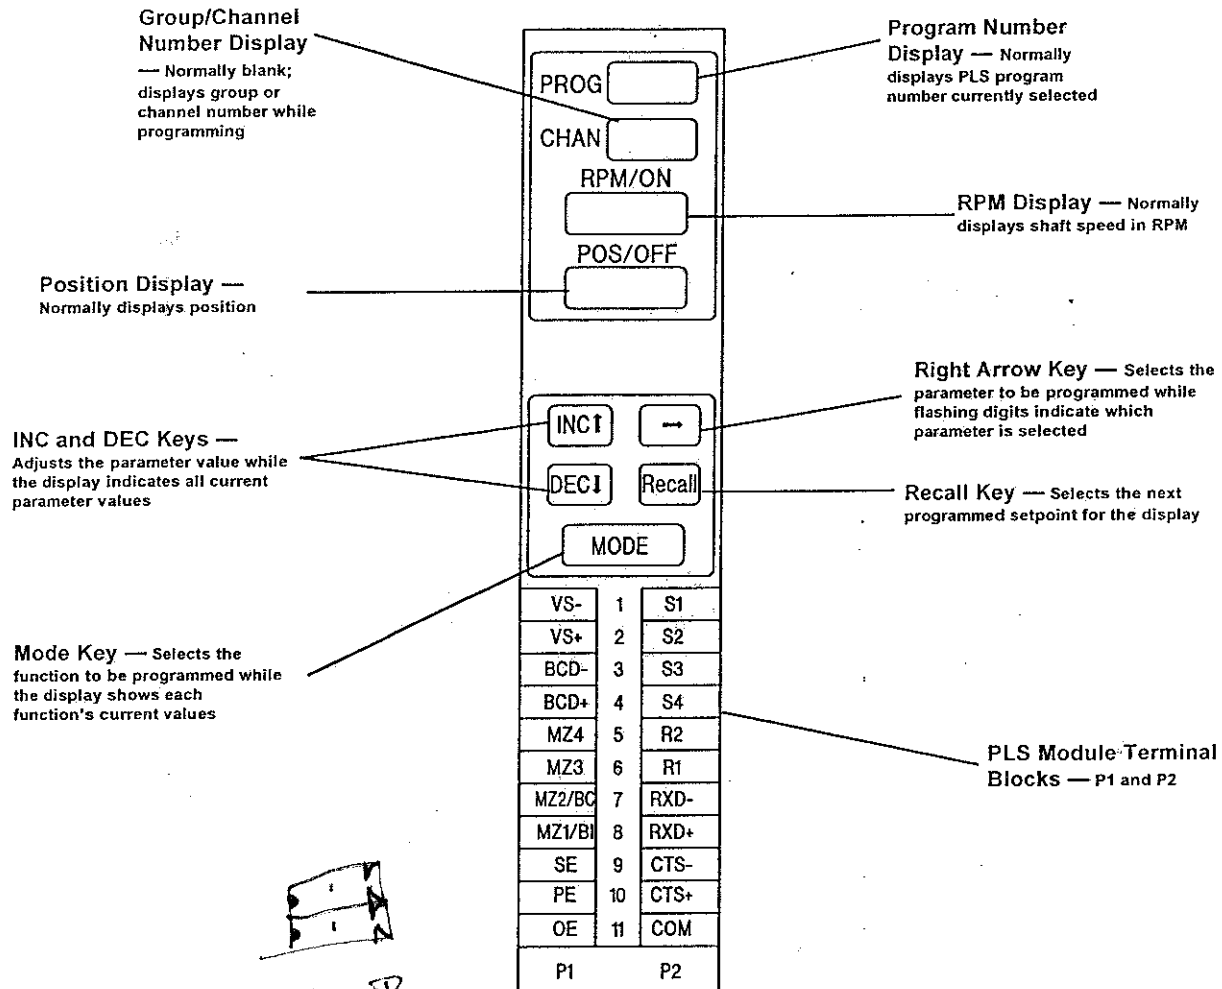 Group/Channel
Number Display
— Normally blank;
displays group or
channel number while
programming
Program Number
Display — Normally
displays PLS program
number currently selected
PROG
CHAN
RPM/ON
POS/OFF
RPM Display — Normally
displays shaft speed in RPM
Position Display —
Normally displays position
Right Arrow Key — Selects the
parameter to be programmed while
flashing digits indicate which
parameter is selected
INC and DEC Keys —
Adjusts the parameter value while
the display indicates all current
parameter values
INC↑ →
DEC↓ Recall
MODE
Recall Key — Selects the next
programmed setpoint for the display
Mode Key — Selects the
function to be programmed while
the display shows each
function's current values
VS- 1 S1
VS+ 2 S2
BCD- 3 S3
BCD+ 4 S4
MZ4 5 R2
MZ3 6 R1
MZ2/BC 7 RXD-
MZ1/BI 8 RXD+
SE 9 CTS-
PE 10 CTS+
OE 11 COM
P1 P2
PLS Module Terminal
Blocks — P1 and P2